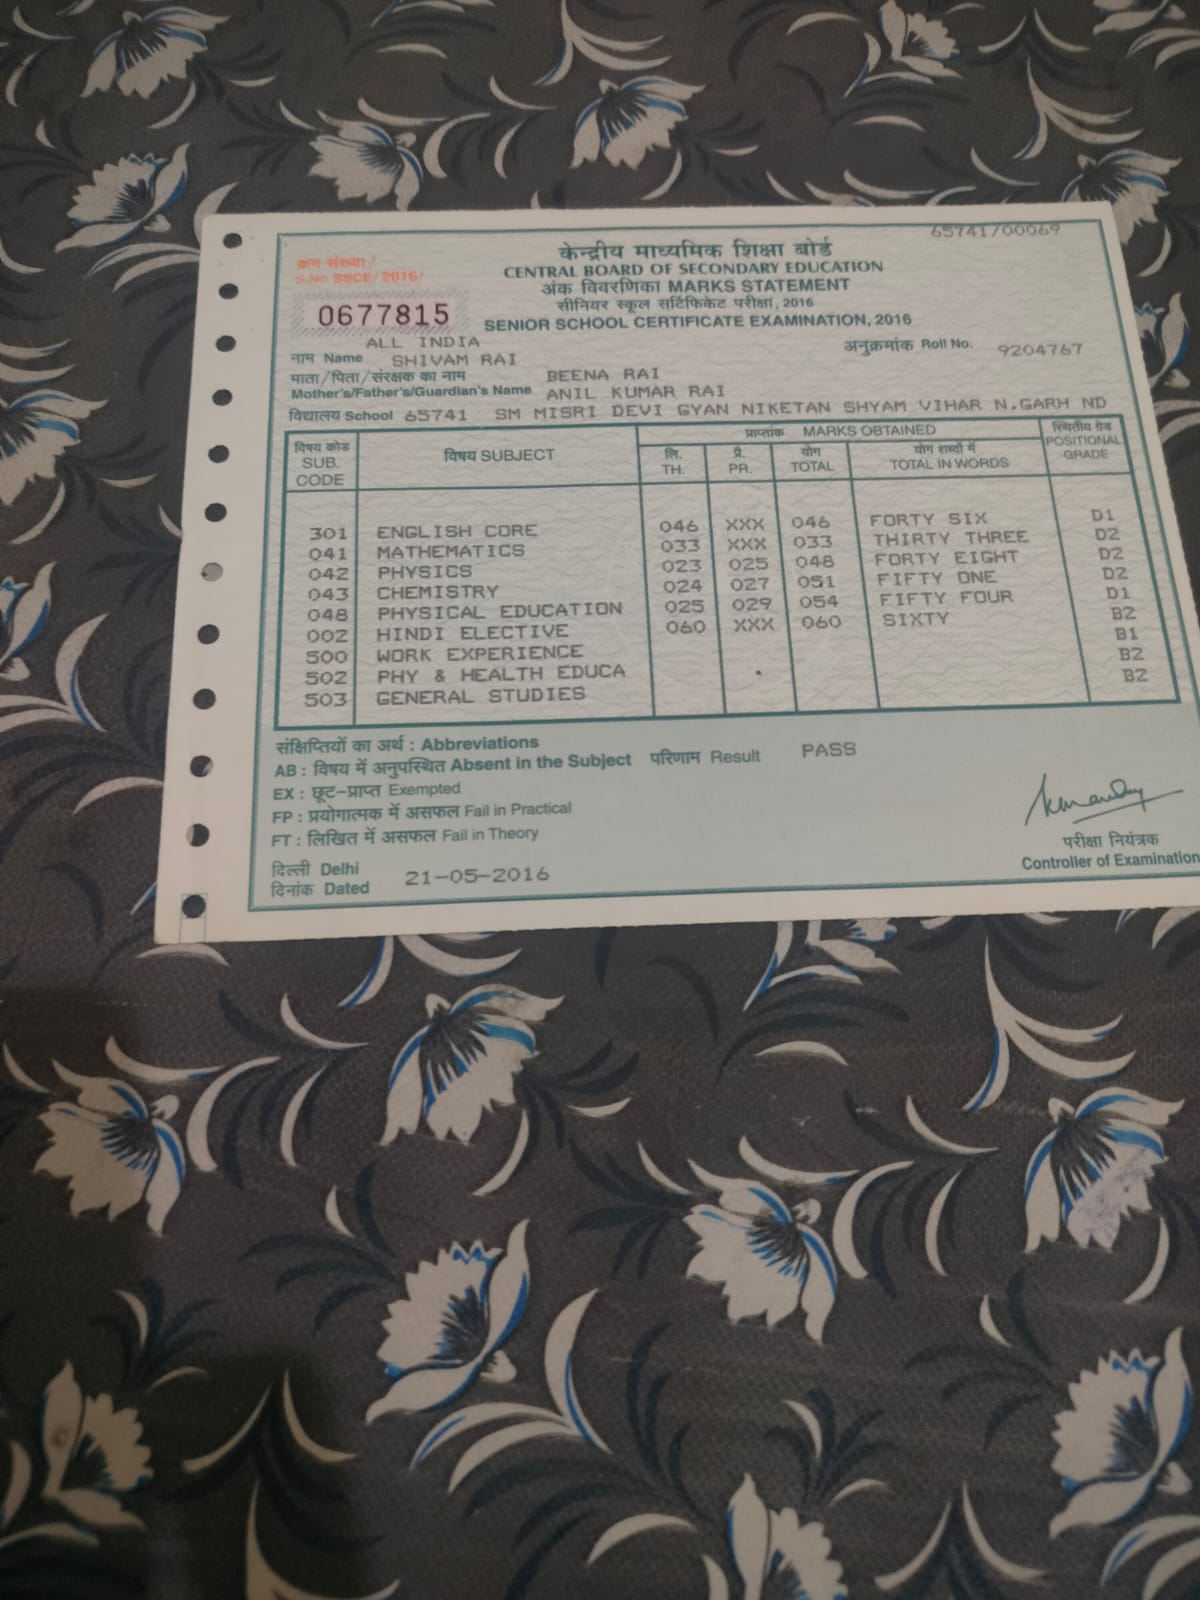 65741/00069
केन्द्रीय माध्यमिक शिक्षा बोर्ड
क्रम संख्या/
CENTRAL BOARD OF SECONDARY EDUCATION
S.No. SSCE/2016/
अंक विवरणिका MARKS STATEMENT
सीनियर स्कूल सर्टिफिकेट परीक्षा, 2016
0677815
SENIOR SCHOOL CERTIFICATE EXAMINATION, 2016
ALL INDIA
नाम Name SHIVAM RAI अनुक्रमांक Roll No. 9204767
माता/पिता/संरक्षक का नाम BEENA RAI
Mother's/Father's/Guardian's Name ANIL KUMAR RAI
विद्यालय School 65741 SM MISRI DEVI GYAN NIKETAN SHYAM VIHAR N.GARH ND
विषय कोड SUB. CODE विषय SUBJECT प्राप्तांक MARKS OBTAINED स्थितीय ग्रेड POSITIONAL GRADE
लि. TH. प्रै. PR. योग TOTAL योग शब्दों में TOTAL IN WORDS
301 ENGLISH CORE 046 XXX 046 FORTY SIX D1
041 MATHEMATICS 033 XXX 033 THIRTY THREE D2
042 PHYSICS 023 025 048 FORTY EIGHT D2
043 CHEMISTRY 024 027 051 FIFTY ONE D2
048 PHYSICAL EDUCATION 025 029 054 FIFTY FOUR D1
002 HINDI ELECTIVE 060 XXX 060 SIXTY B2
500 WORK EXPERIENCE B1
502 PHY & HEALTH EDUCA B2
503 GENERAL STUDIES B2
संक्षिप्तियों का अर्थ : Abbreviations
AB : विषय में अनुपस्थित Absent in the Subject परिणाम Result PASS
EX : छूट-प्राप्त Exempted
FP : प्रयोगात्मक में असफल Fail in Practical
FT : लिखित में असफल Fail in Theory
परीक्षा नियंत्रक
दिल्ली Delhi
Controller of Examination
दिनांक Dated 21-05-2016